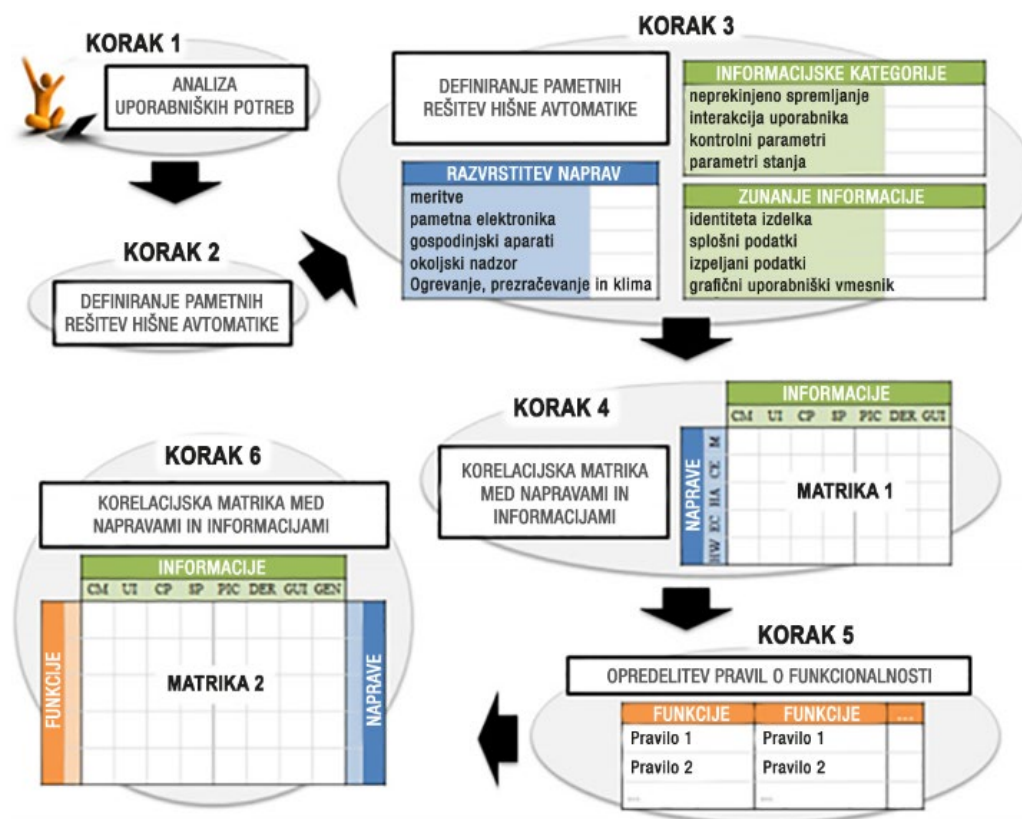 KORAK 1
ANALIZA
UPORABNIŠKIH POTREB
KORAK 2
DEFINIRANJE PAMETNIH
REŠITEV HIŠNE AVTOMATIKE
KORAK 3
DEFINIRANJE PAMETNIH
REŠITEV HIŠNE AVTOMATIKE
RAZVRSTITEV NAPRAV
meritve
pametna elektronika
gospodinjski aparati
okoljski nadzor
Ogrevanje, prezračevanje in klima
INFORMACIJSKE KATEGORIJE
neprekinjeno spremljanje
interakcija uporabnika
kontrolni parametri
parametri stanja
ZUNANJE INFORMACIJE
identiteta izdelka
splošni podatki
izpeljani podatki
grafični uporabniški vmesnik
KORAK 4
KORELACIJSKA MATRIKA
MED NAPRAVAMI IN
INFORMACIJAMI
INFORMACIJE
CM UI CP SP PIC DER GUI
NAPRAVE
HW EC HA CE M
MATRIKA 1
KORAK 5
OPREDELITEV PRAVIL O FUNKCIONALNOSTI
FUNKCIJE FUNKCIJE ...
Pravilo 1 Pravilo 1
Pravilo 2 Pravilo 2
... ...
KORAK 6
KORELACIJSKA MATRIKA MED
NAPRAVAMI IN INFORMACIJAMI
INFORMACIJE
CM UI CP SP PIC DER GUI GEN
FUNKCIJE
MATRIKA 2
NAPRAVE